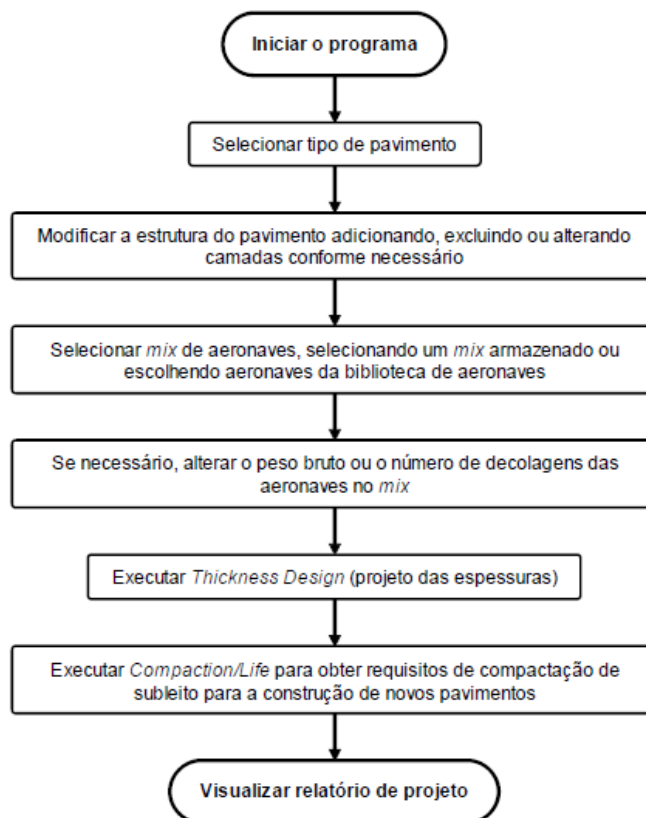 Iniciar o programa
Selecionar tipo de pavimento
Modificar a estrutura do pavimento adicionando, excluindo ou alterando
camadas conforme necessário
Selecionar mix de aeronaves, selecionando um mix armazenado ou
escolhendo aeronaves da biblioteca de aeronaves
Se necessário, alterar o peso bruto ou o número de decolagens das
aeronaves no mix
Executar Thickness Design (projeto das espessuras)
Executar Compaction/Life para obter requisitos de compactação de
subleito para a construção de novos pavimentos
Visualizar relatório de projeto